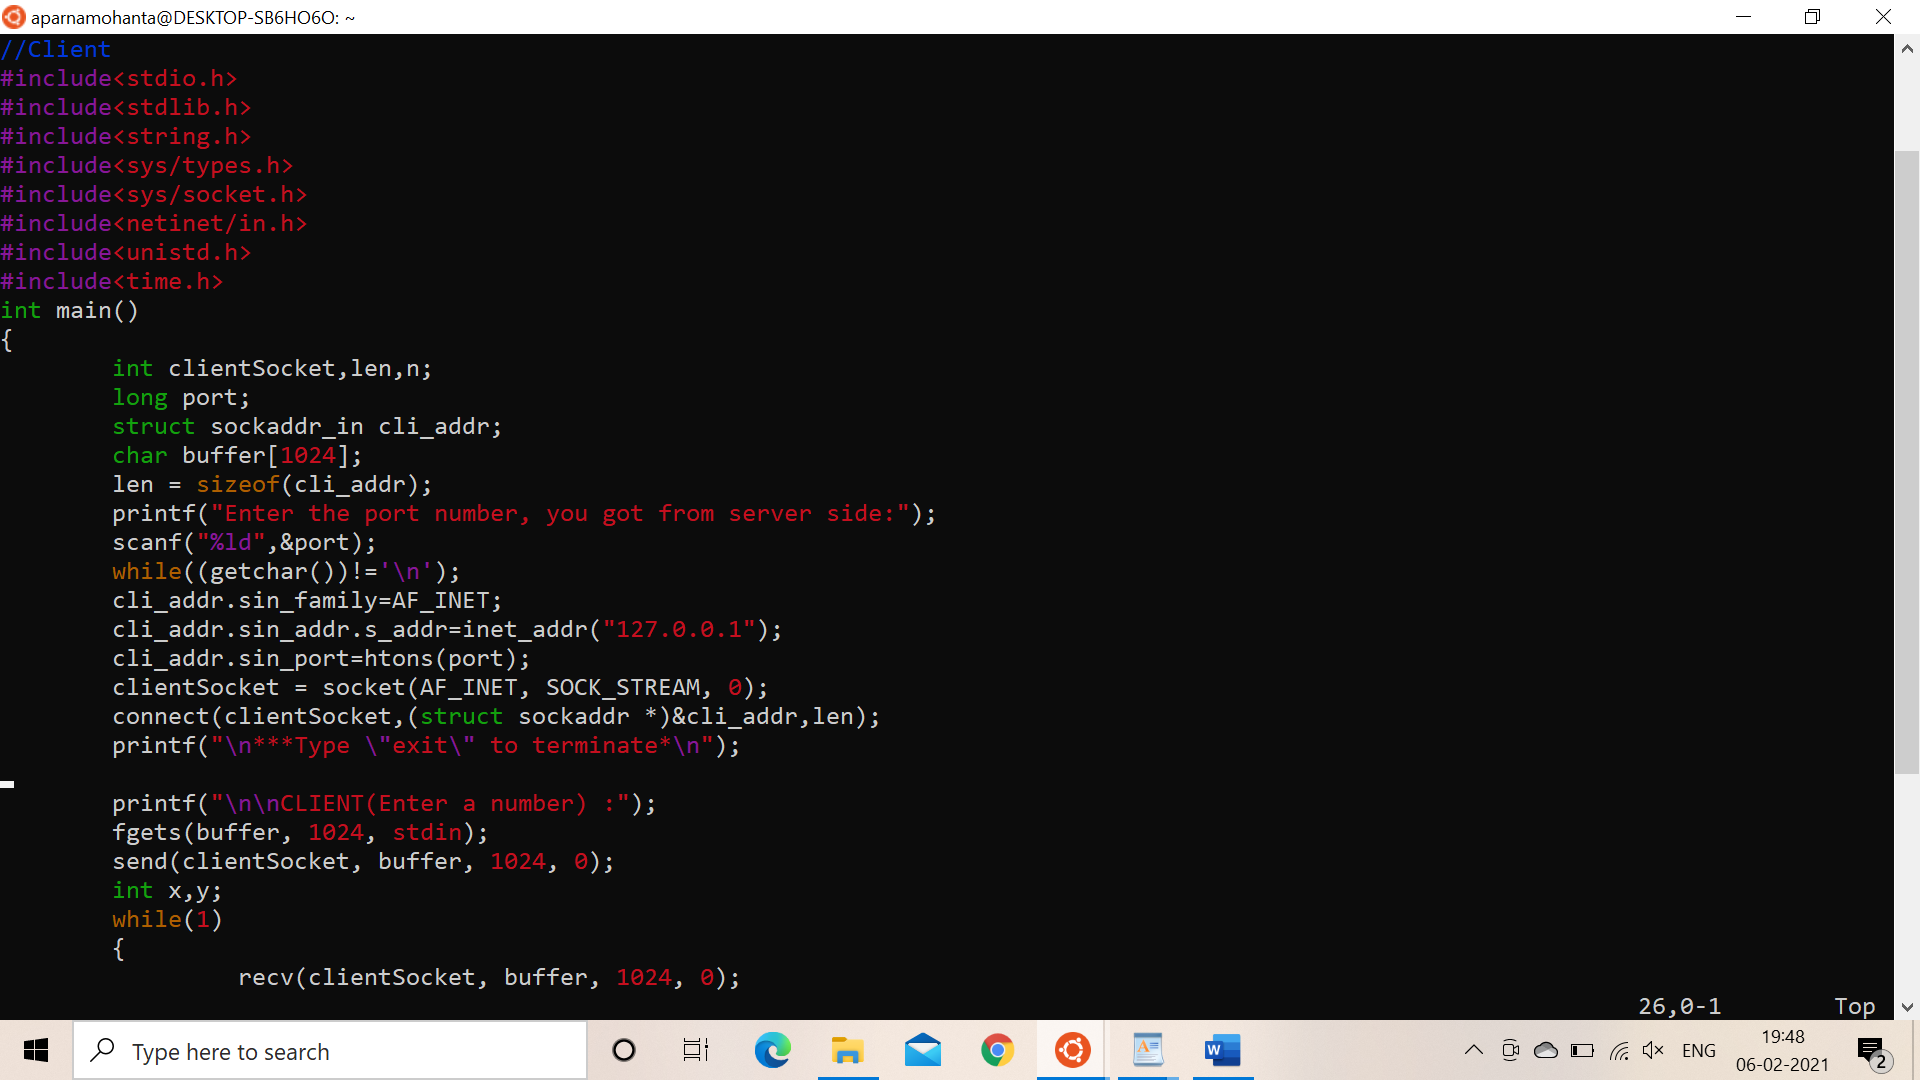 aparnamohanta@DESKTOP-SB6HO6O: ~
//Client
#include<stdio.h>
#include<stdlib.h>
#include<string.h>
#include<sys/types.h>
#include<sys/socket.h>
#include<netinet/in.h>
#include<unistd.h>
#include<time.h>
int main()
{
        int clientSocket,len,n;
        long port;
        struct sockaddr_in cli_addr;
        char buffer[1024];
        len = sizeof(cli_addr);
        printf("Enter the port number, you got from server side:");
        scanf("%ld",&port);
        while((getchar())!='\n');
        cli_addr.sin_family=AF_INET;
        cli_addr.sin_addr.s_addr=inet_addr("127.0.0.1");
        cli_addr.sin_port=htons(port);
        clientSocket = socket(AF_INET, SOCK_STREAM, 0);
        connect(clientSocket,(struct sockaddr *)&cli_addr,len);
        printf("\n***Type \"exit\" to terminate*\n");
        printf("\n\nCLIENT(Enter a number) :");
        fgets(buffer, 1024, stdin);
        send(clientSocket, buffer, 1024, 0);
        int x,y;
        while(1)
        {
                 recv(clientSocket, buffer, 1024, 0);
26,0-1 Top
Type here to search
W
ENG
19:48
06-02-2021
2